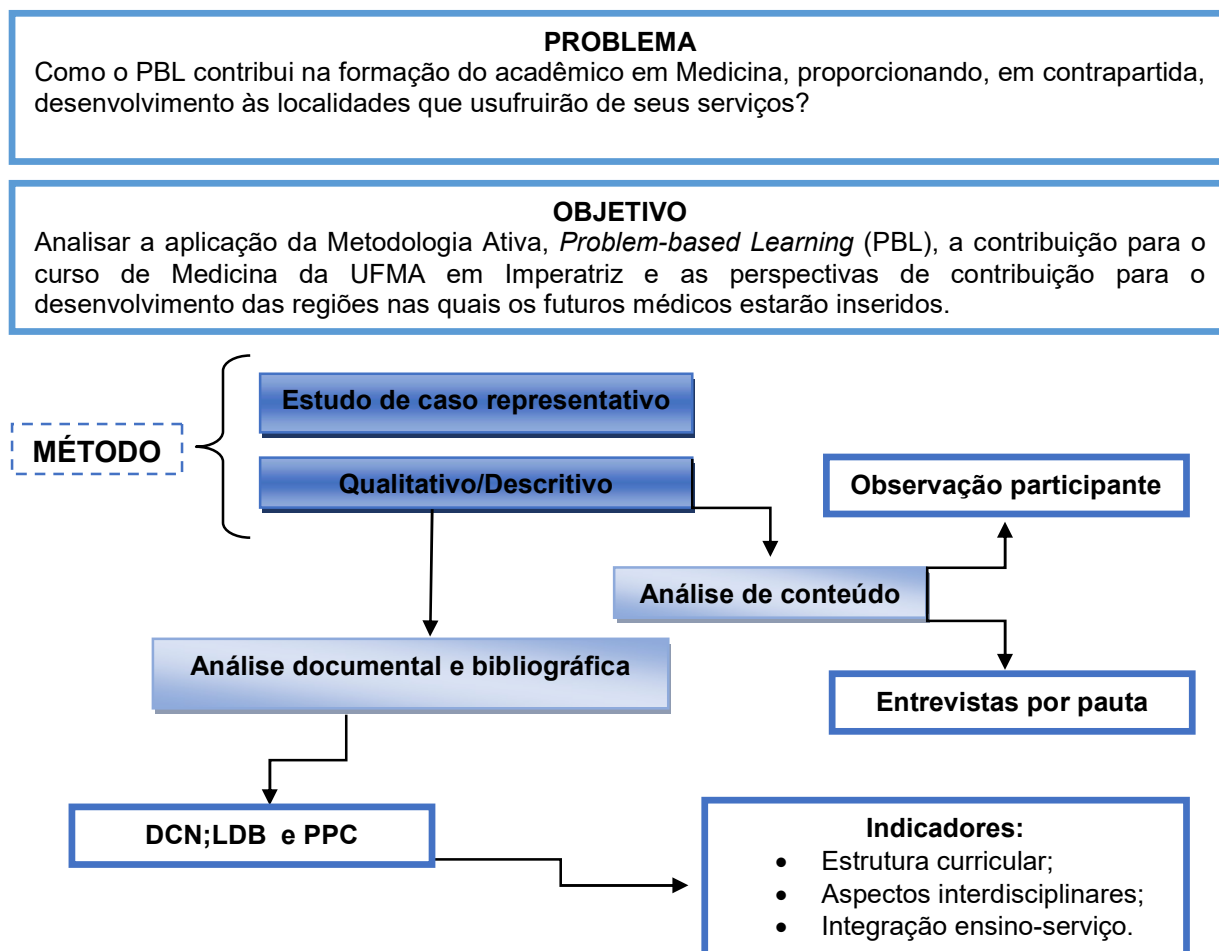 PROBLEMA
Como o PBL contribui na formação do acadêmico em Medicina, proporcionando, em contrapartida,
desenvolvimento às localidades que usufruirão de seus serviços?
OBJETIVO
Analisar a aplicação da Metodologia Ativa, Problem-based Learning (PBL), a contribuição para o
curso de Medicina da UFMA em Imperatriz e as perspectivas de contribuição para o
desenvolvimento das regiões nas quais os futuros médicos estarão inseridos.
MÉTODO
Estudo de caso representativo
Qualitativo/Descritivo
Observação participante
Análise de conteúdo
Análise documental e bibliográfica
Entrevistas por pauta
DCN;LDB e PPC
Indicadores:
• Estrutura curricular;
• Aspectos interdisciplinares;
• Integração ensino-serviço.